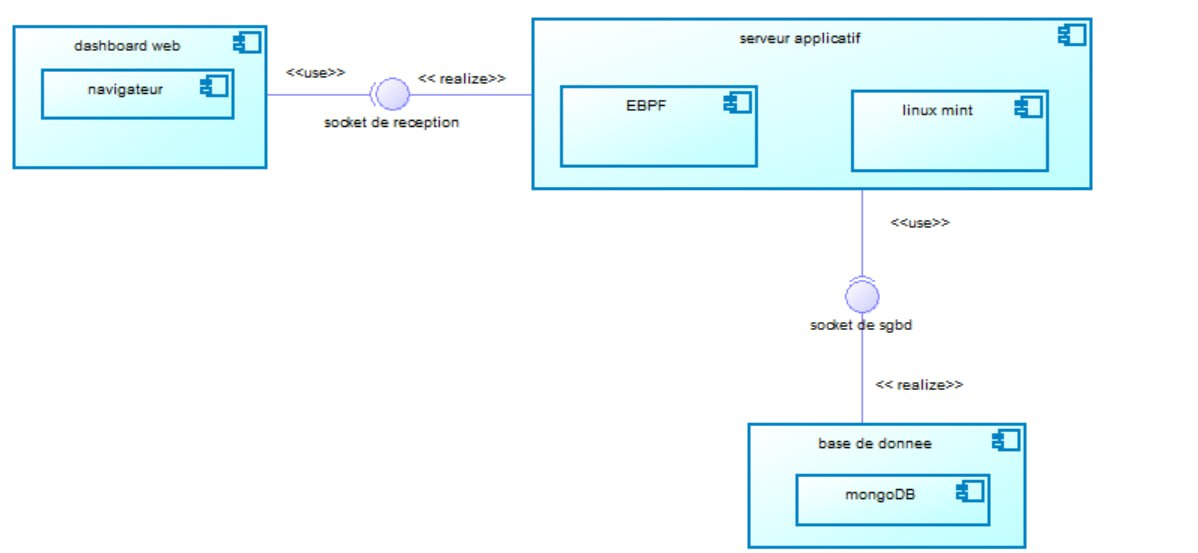 dashboard web
navigateur
<<use>>
<< realize>>
socket de reception
serveur applicatif
EBPF
linux mint
<<use>>
socket de sgbd
<< realize>>
base de donnee
mongoDB